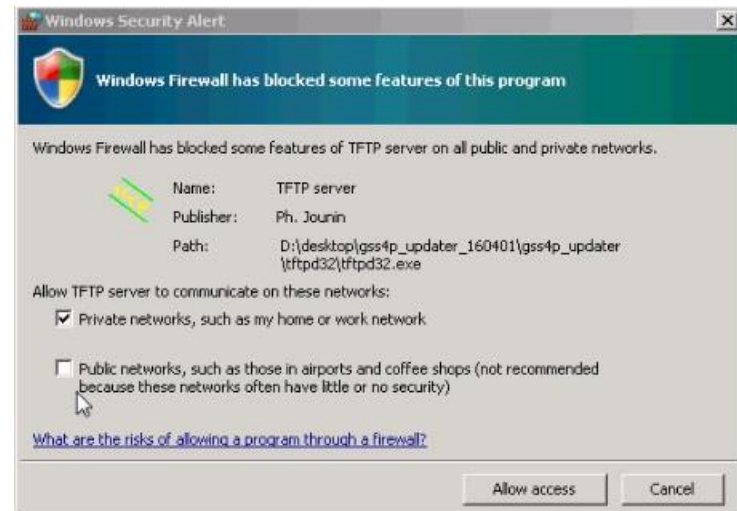 Windows Security Alert
Windows Firewall has blocked some features of this program
Windows Firewall has blocked some features of TFTP server on all public and private networks.
Name: TFTP server
Publisher: Ph. Jounin
Path: D:\desktop\gss4p_updater_160401\gss4p_updater
\tftpd32\tftpd32.exe
Allow TFTP server to communicate on these networks:
Private networks, such as my home or work network
Public networks, such as those in airports and coffee shops (not recommended
because these networks often have little or no security)
What are the risks of allowing a program through a firewall?
Allow access Cancel